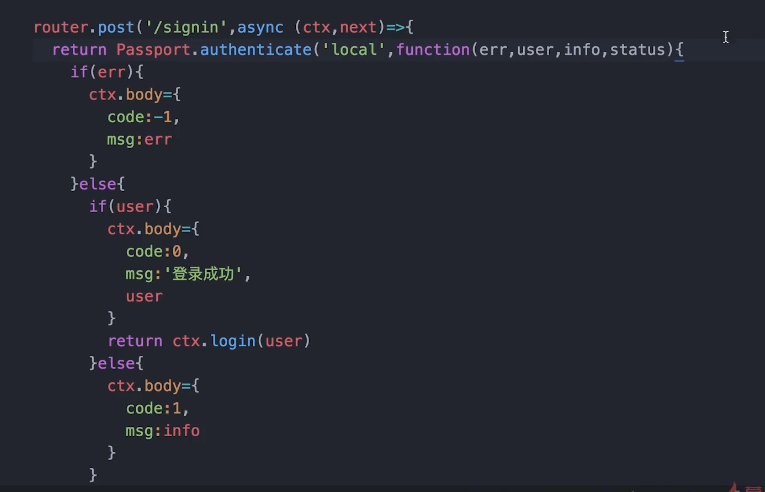 router.post('/signin',async (ctx,next)=>{
return Passport.authenticate('local',function(err,user,info,status){
if(err){
ctx.body={
code:-1,
msg:err
}
}else{
if(user){
ctx.body={
code:0,
msg:'登录成功',
user
}
return ctx.login(user)
}else{
ctx.body={
code:1,
msg:info
}
}